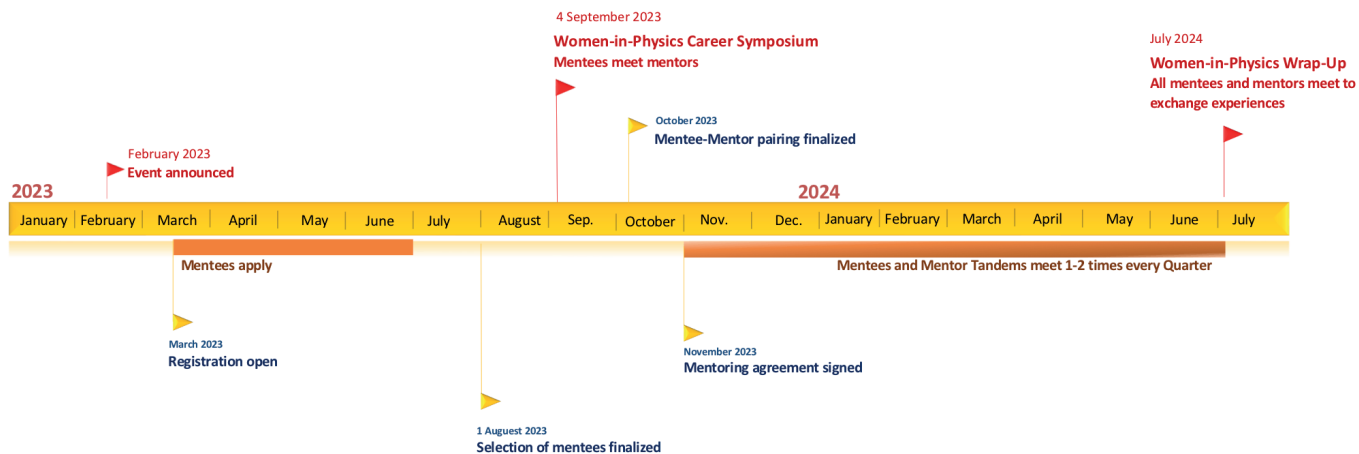 4 September 2023
Women-in-Physics Career Symposium
Mentees meet mentors
July 2024
Women-in-Physics Wrap-Up
All mentees and mentors meet to
exchange experiences
October 2023
Mentee-Mentor pairing finalized
February 2023
Event announced
2023
2024
January February March April May June July August Sep. October Nov. Dec. January February March April May June July
Mentees apply
Mentees and Mentor Tandems meet 1-2 times every Quarter
March 2023
Registration open
November 2023
Mentoring agreement signed
1 Auguest 2023
Selection of mentees finalized